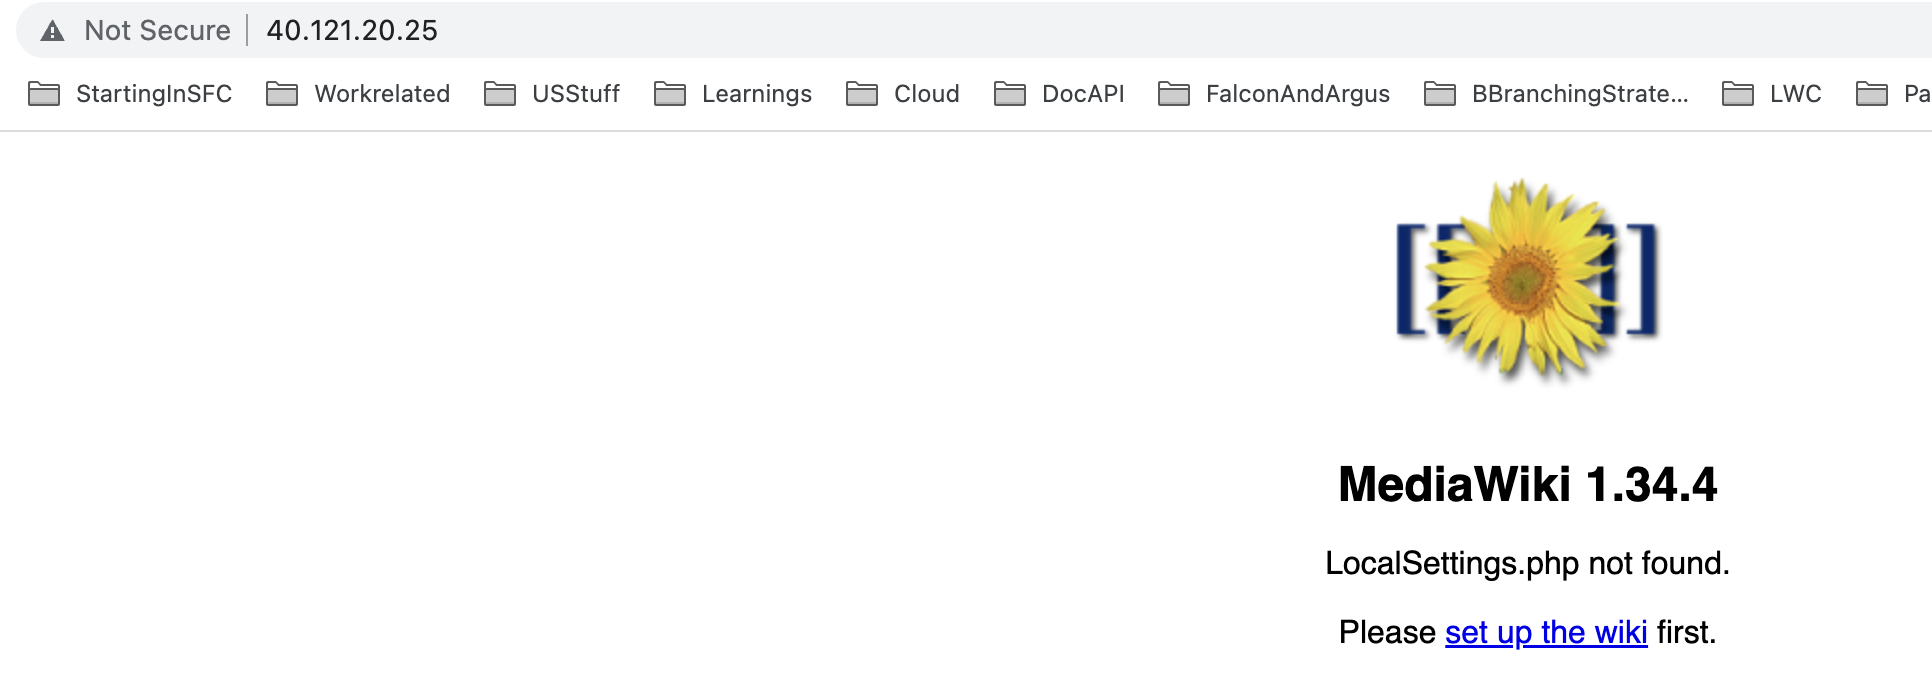 Not Secure 40.121.20.25
StartingInSFC Workrelated USStuff Learnings Cloud DocAPI FalconAndArgus BBranchingStrate... LWC Pa
MediaWiki 1.34.4
LocalSettings.php not found.
Please set up the wiki first.